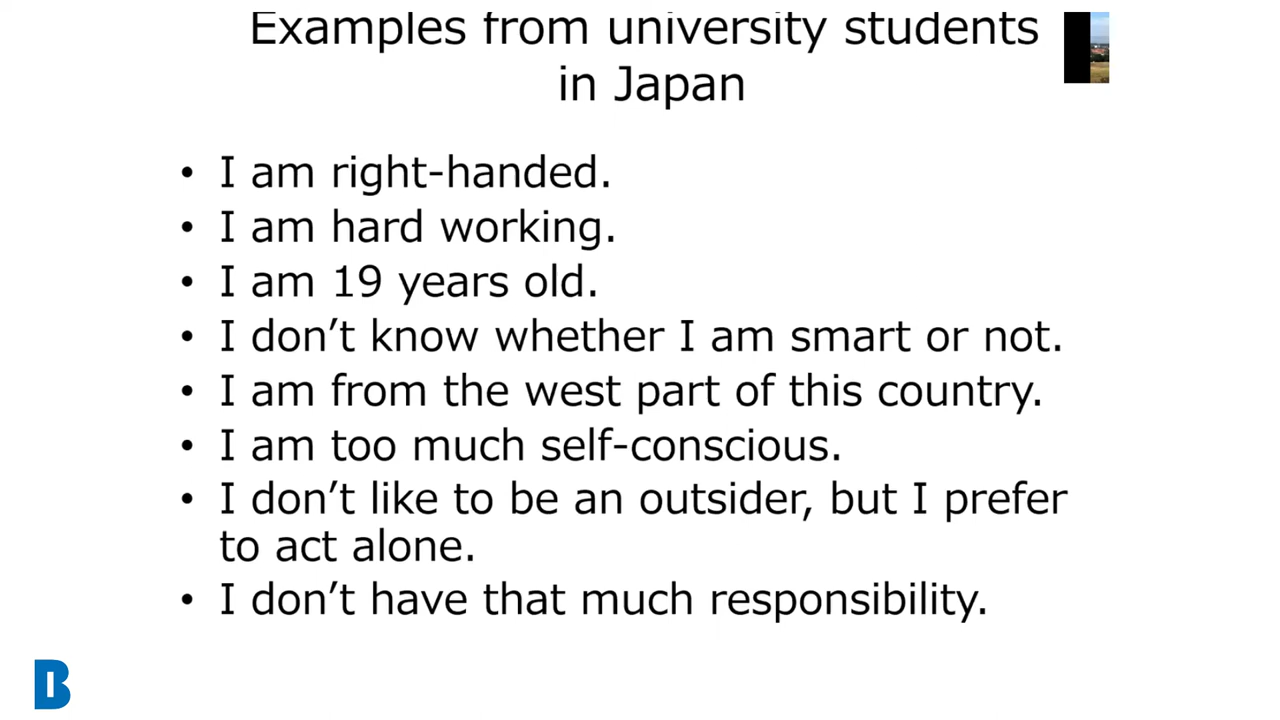 Examples from university students
in Japan
• I am right-handed.
• I am hard working.
• I am 19 years old.
• I don’t know whether I am smart or not.
• I am from the west part of this country.
• I am too much self-conscious.
• I don’t like to be an outsider, but I prefer
to act alone.
• I don’t have that much responsibility.
B